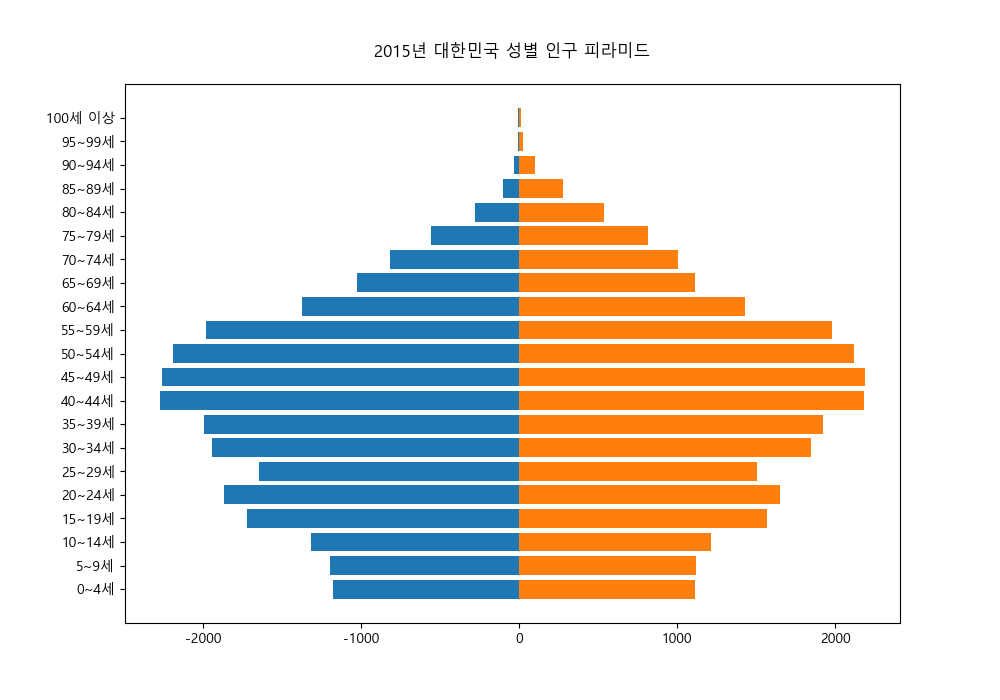 2015년 대한민국 성별 인구 피라미드
100세 이상
95~99세
90~94세
85~89세
80~84세
75~79세
70~74세
65~69세
60~64세
55~59세
50~54세
45~49세
40~44세
35~39세
30~34세
25~29세
20~24세
15~19세
10~14세
5~9세
0~4세
-2000 -1000 0 1000 2000